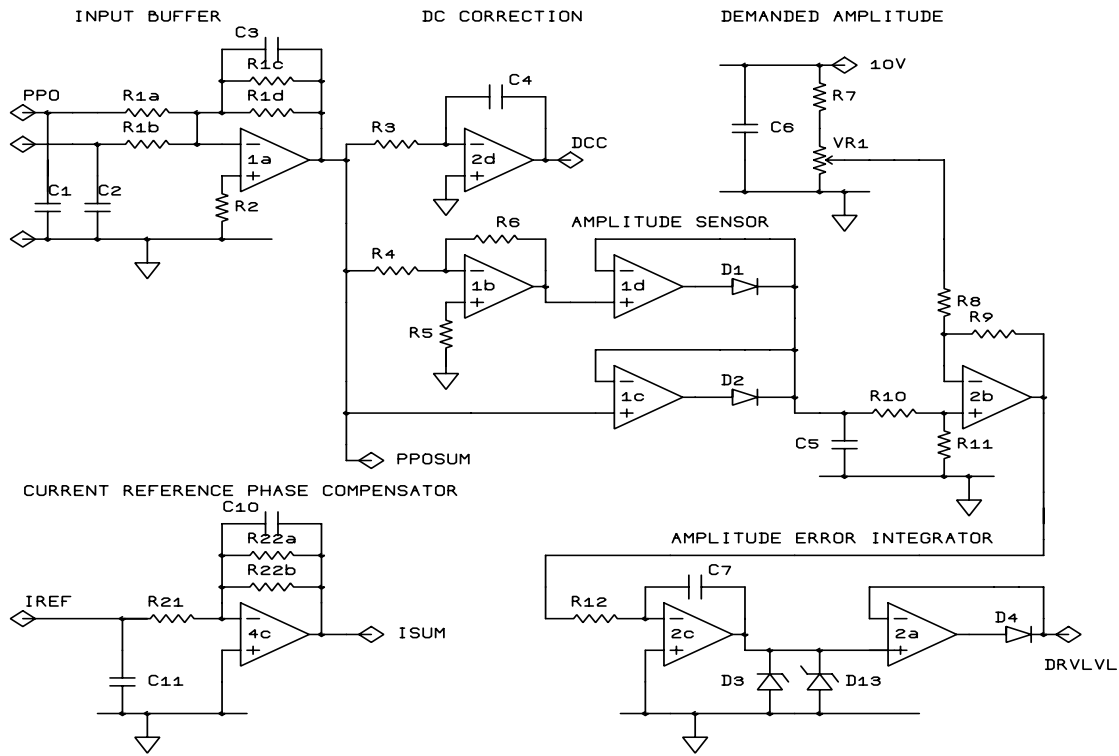 INPUT BUFFER
DC CORRECTION
DEMANDED AMPLITUDE
C3
R1c
R1d
PPO
R1a
R1b
1a
C1
C2
R2
R3
C4
2d
DCC
10V
R7
C6
VR1
AMPLITUDE SENSOR
R6
R4
1b
R5
1d
D1
R8
R9
1c
D2
2b
R10
C5
R11
PPOSUM
CURRENT REFERENCE PHASE COMPENSATOR
C10
R22a
R22b
IREF
R21
4c
ISUM
C11
AMPLITUDE ERROR INTEGRATOR
C7
R12
2c
2a
D4
D3
D13
DRVLVL